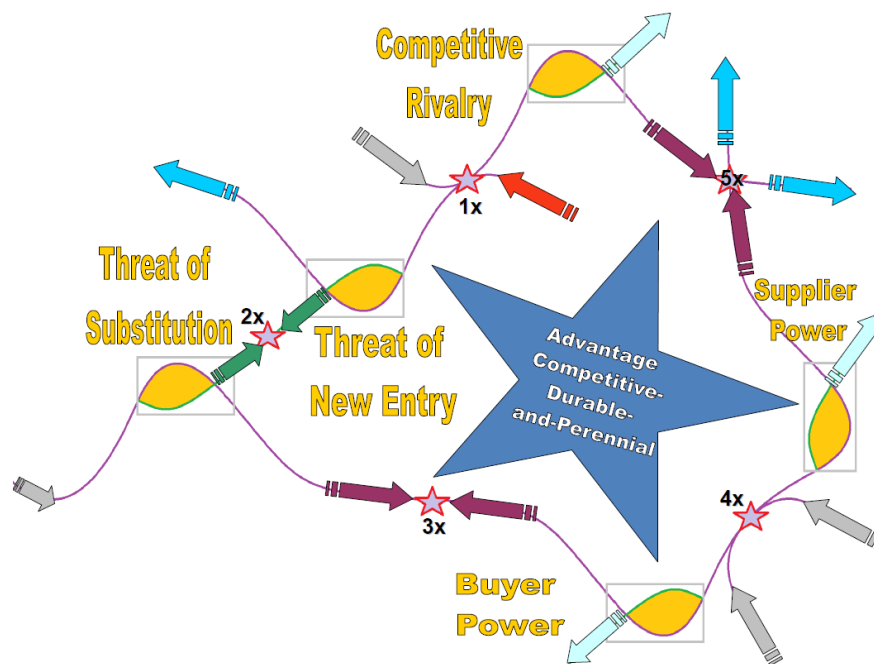 Competitive
Rivalry
1x
5x
Threat of
Substitution
2x
Threat of
New Entry
Supplier
Power
Advantage
Competitive-
Durable-
and-Perennial
3x
4x
Buyer
Power